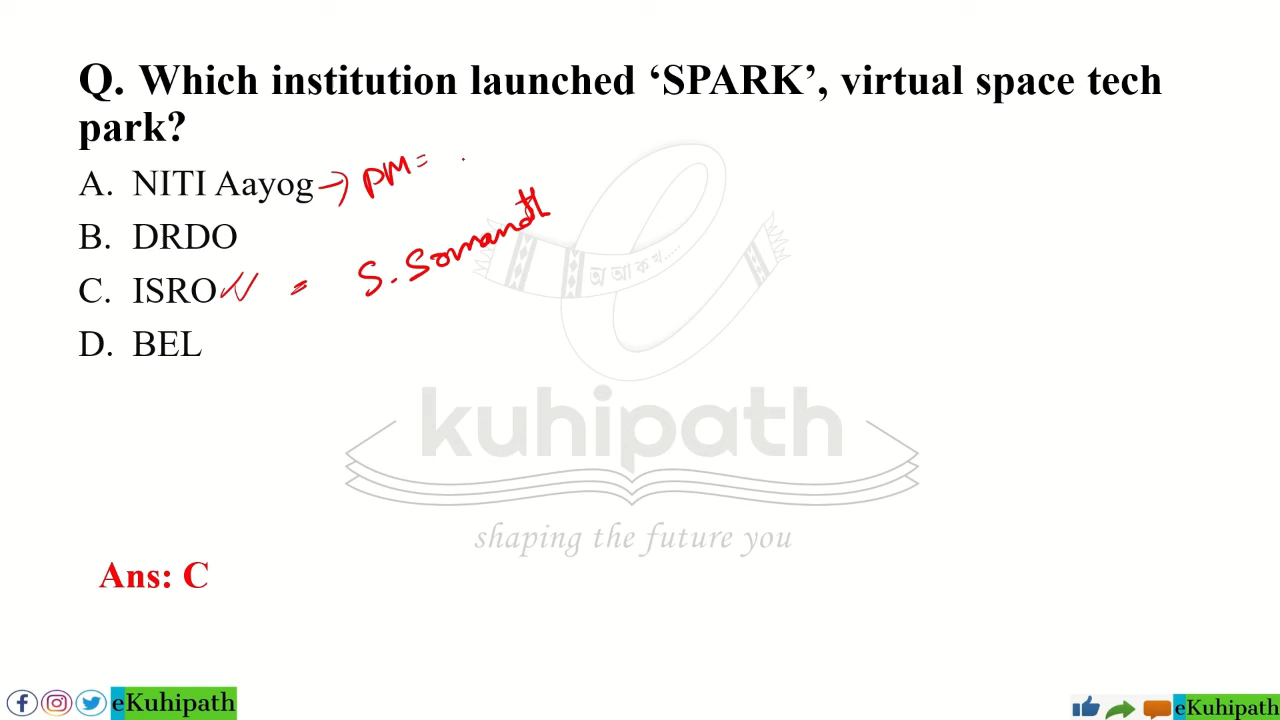 Q. Which institution launched ‘SPARK’, virtual space tech
park?
A. NITI Aayog → PM =
B. DRDO
C. ISRO = S. Somanath
D. BEL
অ আ ক খ.....
kuhipath
shaping the future you
Ans: C
eKuhipath
eKuhipath